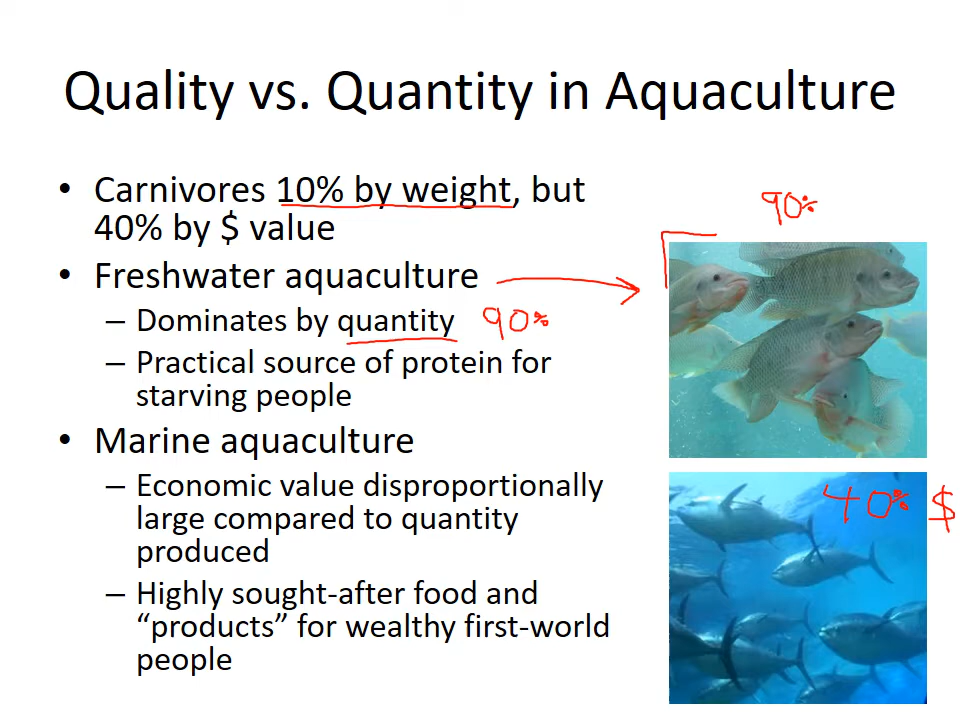 Quality vs. Quantity in Aquaculture
• Carnivores 10% by weight, but
40% by $ value
90%
• Freshwater aquaculture
– Dominates by quantity 90%
– Practical source of protein for
starving people
• Marine aquaculture
– Economic value disproportionally
large compared to quantity
produced
40% $
– Highly sought-after food and
“products” for wealthy first-world
people